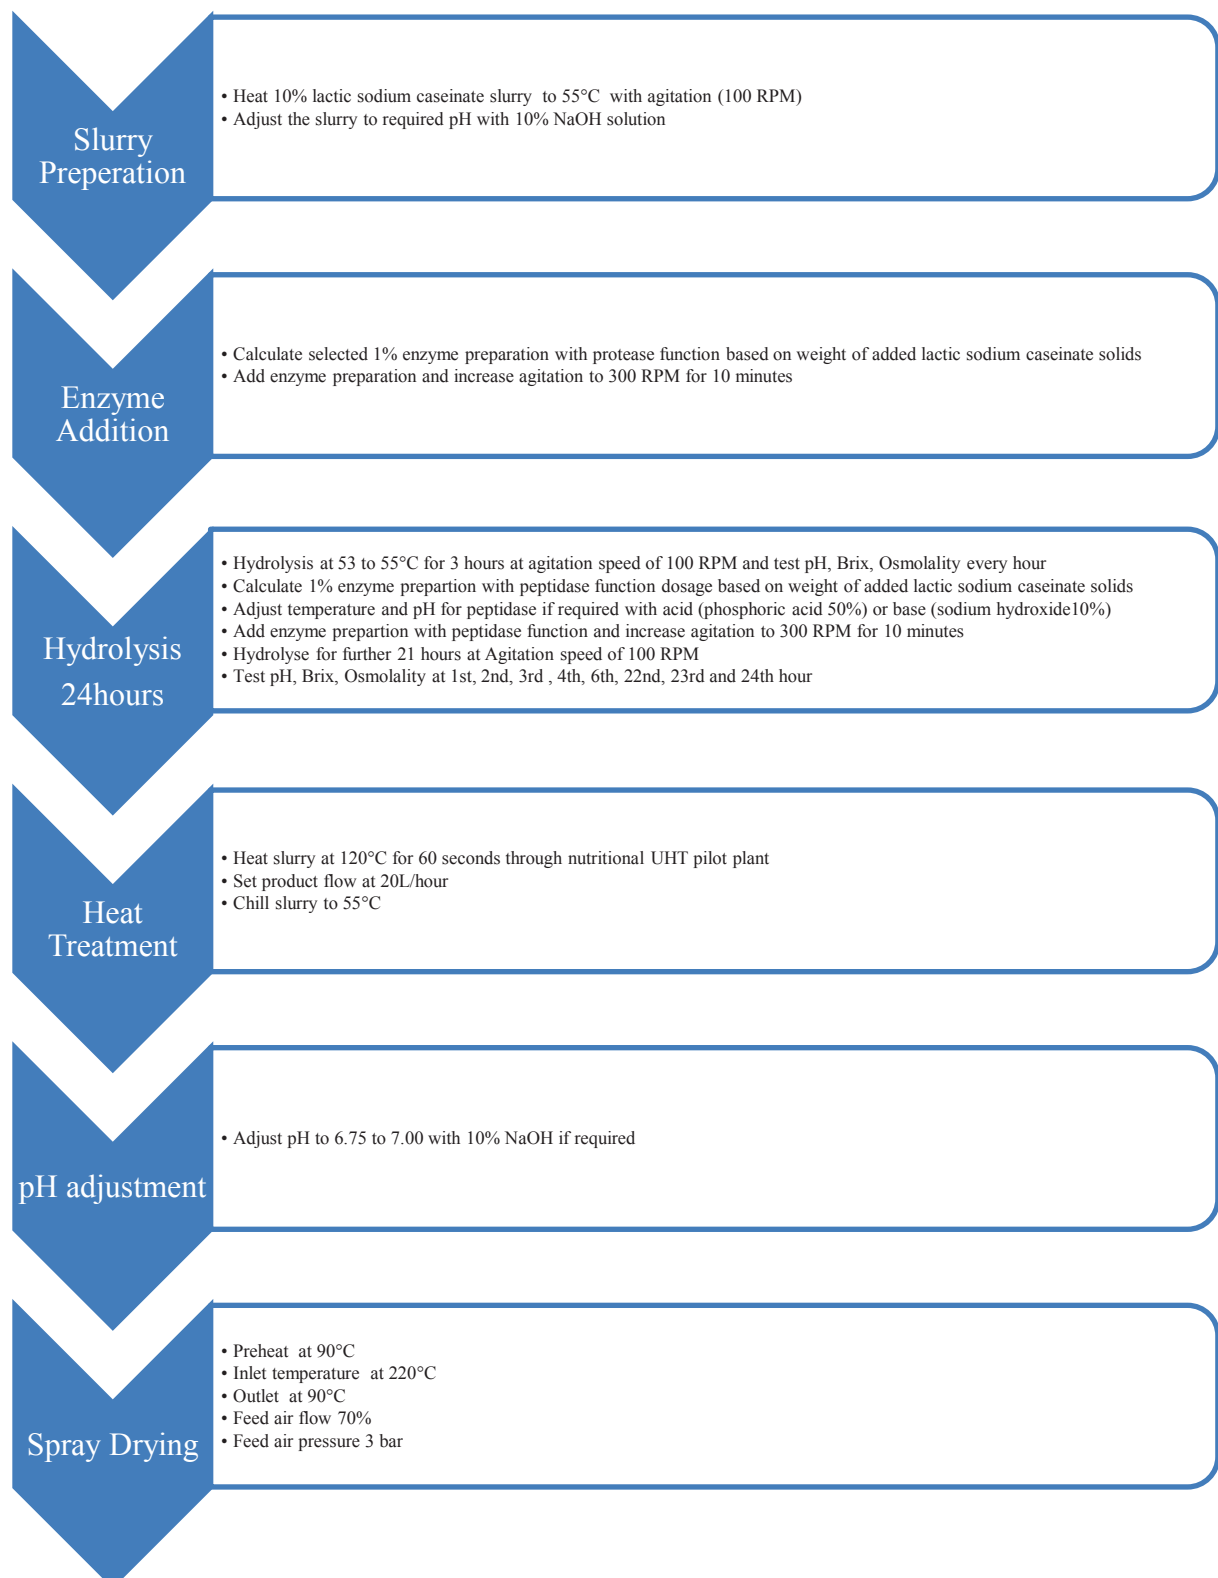 Slurry
Preperation
• Heat 10% lactic sodium caseinate slurry to 55°C with agitation (100 RPM)
• Adjust the slurry to required pH with 10% NaOH solution
Enzyme
Addition
• Calculate selected 1% enzyme preparation with protease function based on weight of added lactic sodium caseinate solids
• Add enzyme preparation and increase agitation to 300 RPM for 10 minutes
Hydrolysis
24hours
• Hydrolysis at 53 to 55°C for 3 hours at agitation speed of 100 RPM and test pH, Brix, Osmolality every hour
• Calculate 1% enzyme prepartion with peptidase function dosage based on weight of added lactic sodium caseinate solids
• Adjust temperature and pH for peptidase if required with acid (phosphoric acid 50%) or base (sodium hydroxide10%)
• Add enzyme prepartion with peptidase function and increase agitation to 300 RPM for 10 minutes
• Hydrolyse for further 21 hours at Agitation speed of 100 RPM
• Test pH, Brix, Osmolality at 1st, 2nd, 3rd , 4th, 6th, 22nd, 23rd and 24th hour
Heat
Treatment
• Heat slurry at 120°C for 60 seconds through nutritional UHT pilot plant
• Set product flow at 20L/hour
• Chill slurry to 55°C
pH adjustment
• Adjust pH to 6.75 to 7.00 with 10% NaOH if required
Spray Drying
• Preheat at 90°C
• Inlet temperature at 220°C
• Outlet at 90°C
• Feed air flow 70%
• Feed air pressure 3 bar